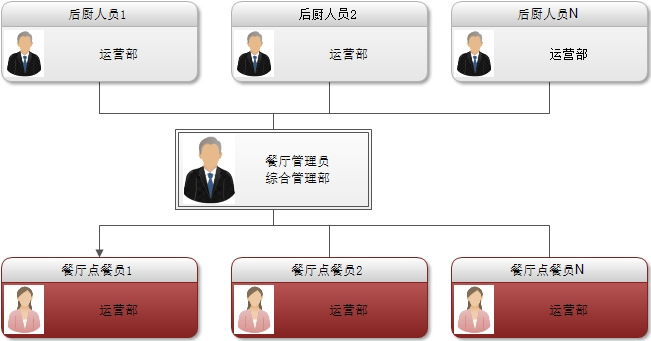 后厨人员1
后厨人员2
后厨人员N
运营部
运营部
运营部
餐厅管理员
综合管理部
餐厅点餐员1
餐厅点餐员2
餐厅点餐员N
运营部
运营部
运营部